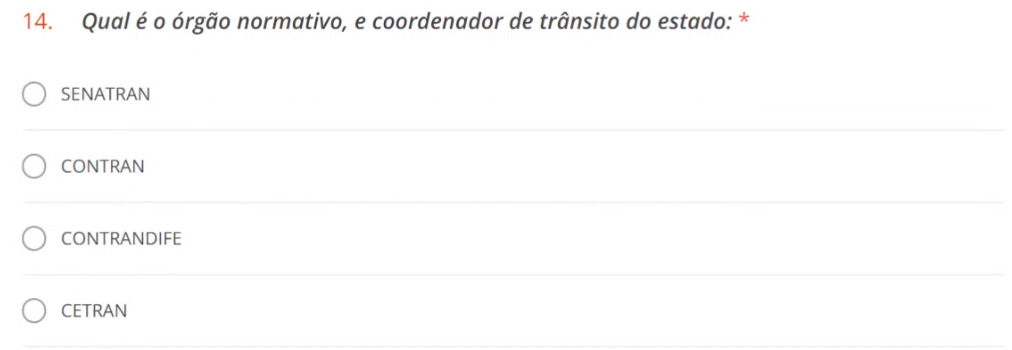 14. Qual é o órgão normativo, e coordenador de trânsito do estado: *
SENATRAN
CONTRAN
CONTRANDIFE
CETRAN